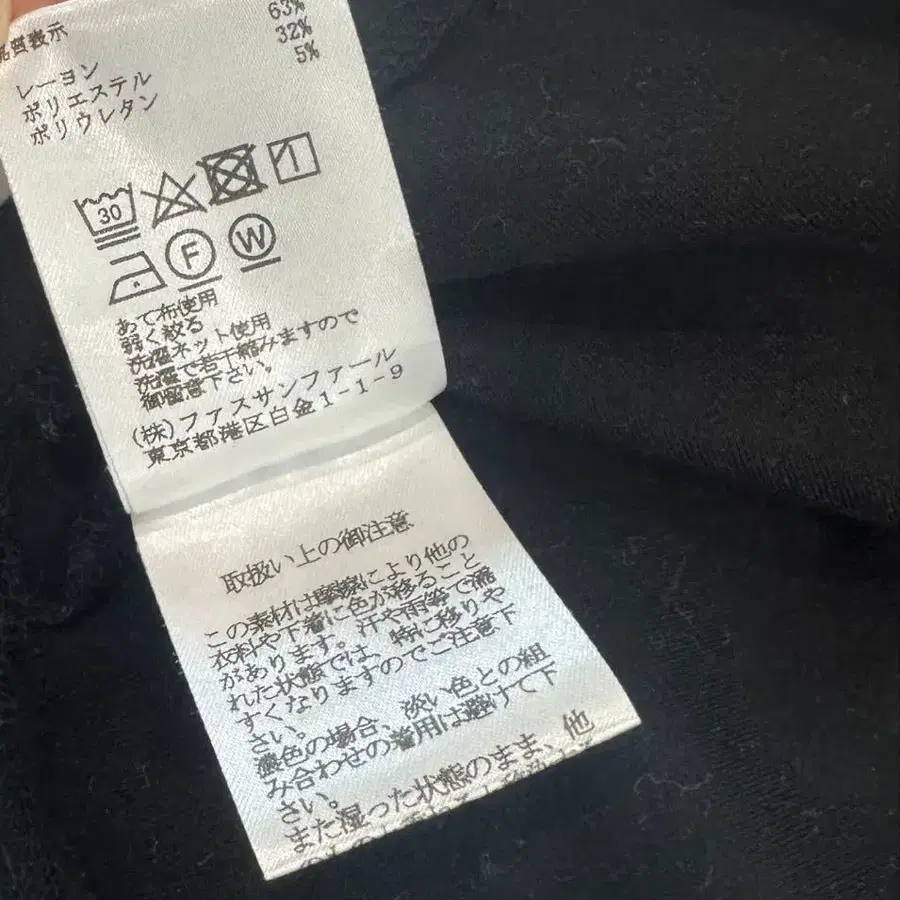 品質表示
レーヨン 63%
ポリエステル 32%
ポリウレタン 5%
30
F W
あて布使用
弱く絞る
洗濯ネット使用
洗濯で若干縮みますので
御留意下さい。
(株)ファスサンファール
東京都港区白金1-1-9
取扱い上の御注意
この素材は摩擦により他の
衣料や下着に色が移ること
があります。汗や雨等で濡
れた状態では、特に移りや
すくなりますのでご注意下
さい。
濃色の場合、淡い色との組
み合わせの着用は避けて下
さい。
また湿った状態のまま、他